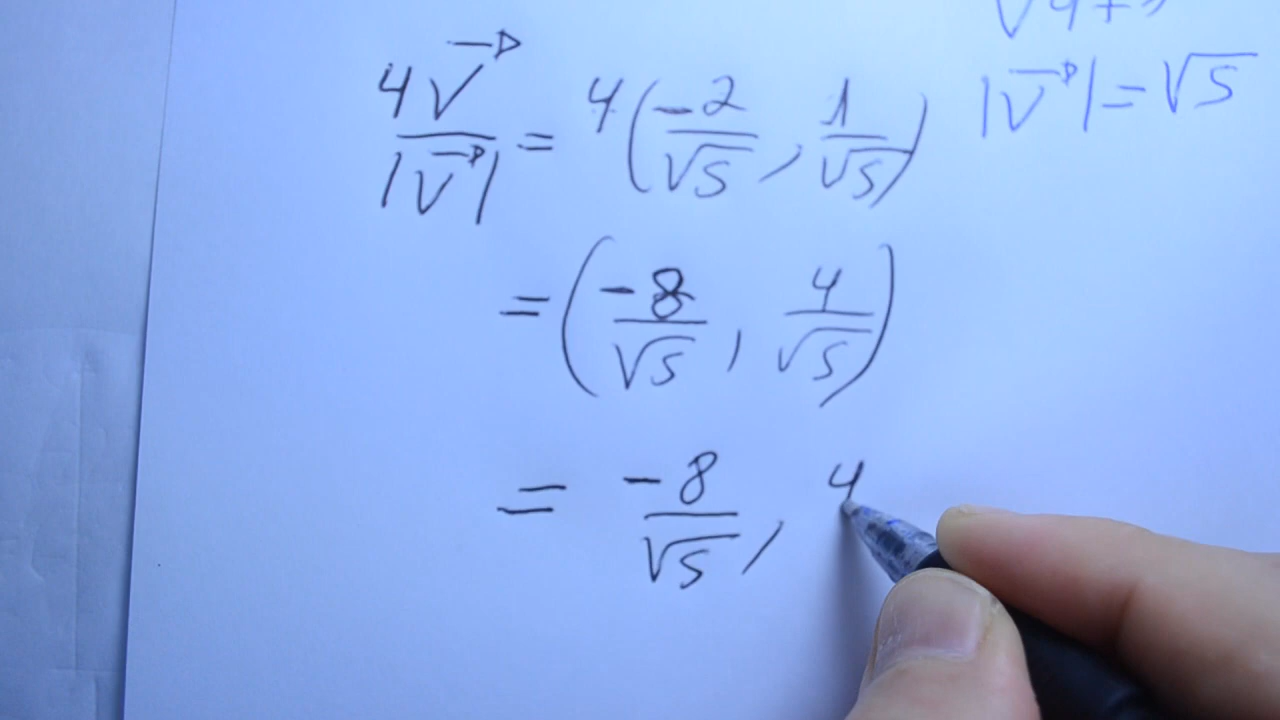 4v⃗/|v⃗| = 4(-2/√5, 1/√5)
|v⃗| = √5
= (-8/√5, 4/√5)
= -8/√5, 4